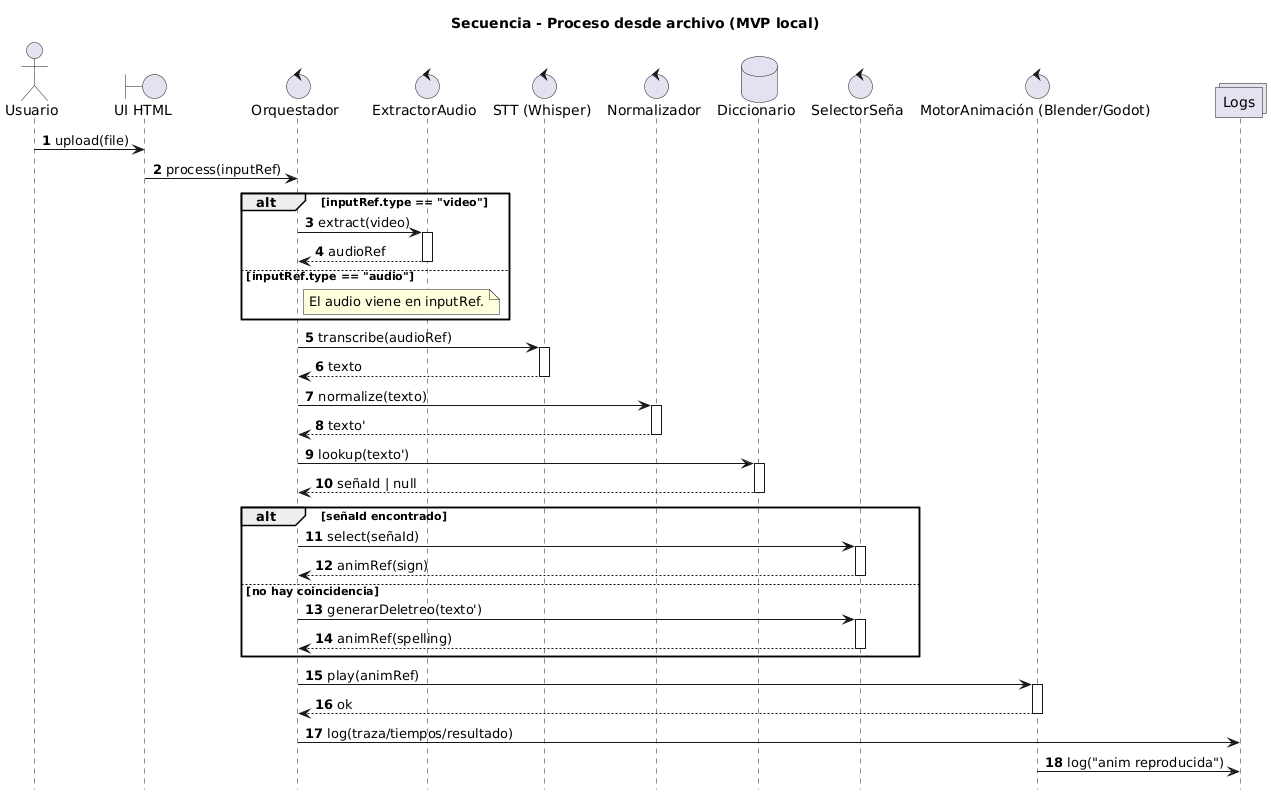 Secuencia - Proceso desde archivo (MVP local)
Usuario
UI HTML
Orquestador
ExtractorAudio
STT (Whisper)
Normalizador
Diccionario
SelectorSeña
MotorAnimación (Blender/Godot)
Logs
1 upload(file)
2 process(inputRef)
alt [inputRef.type == "video"]
3 extract(video)
4 audioRef
[inputRef.type == "audio"]
El audio viene en inputRef.
5 transcribe(audioRef)
6 texto
7 normalize(texto)
8 texto'
9 lookup(texto')
10 señaId | null
alt [señaId encontrado]
11 select(señaId)
12 animRef(sign)
[no hay coincidencia]
13 generarDeletreo(texto')
14 animRef(spelling)
15 play(animRef)
16 ok
17 log(traza/tiempos/resultado)
18 log("anim reproducida")